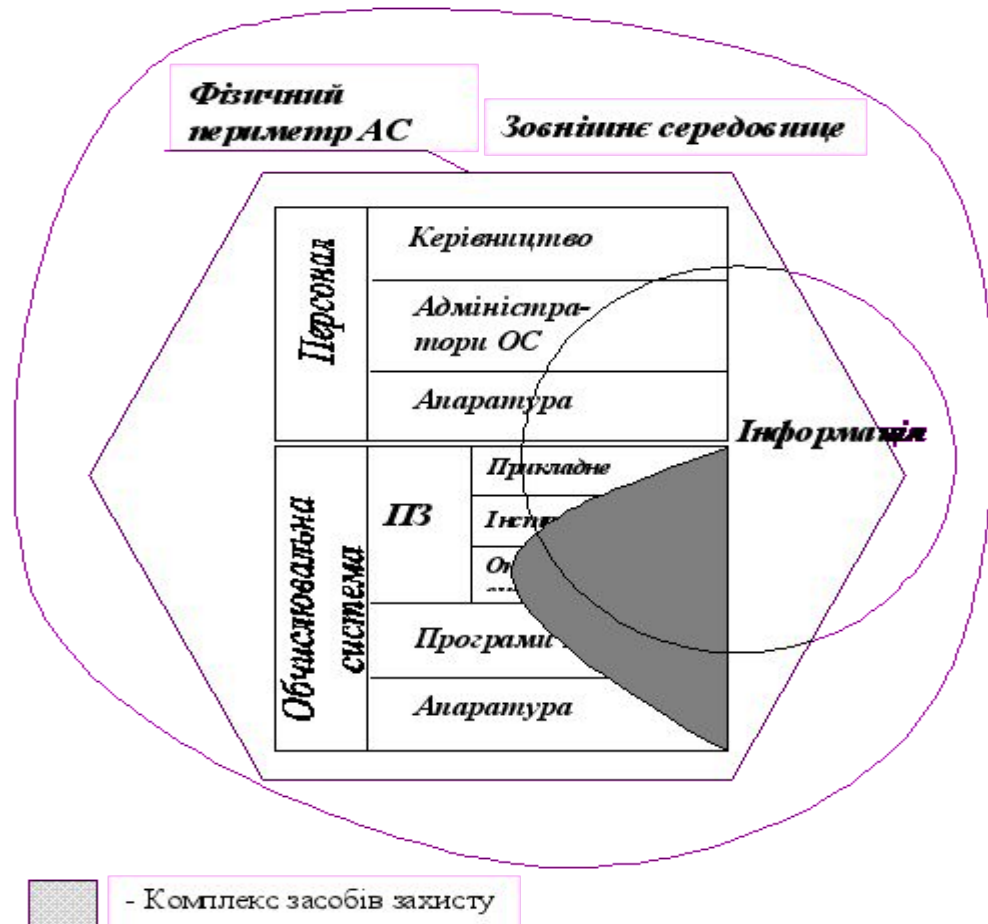 Фізичний
периметр АС
Зовнішнє середовище
Персонал
Керівництво
Адміністра-
тори ОС
Апаратура
Інформація
Обчислювальна
система
ПЗ
Прикладне
Програми
Апаратура
- Комплекс засобів захисту